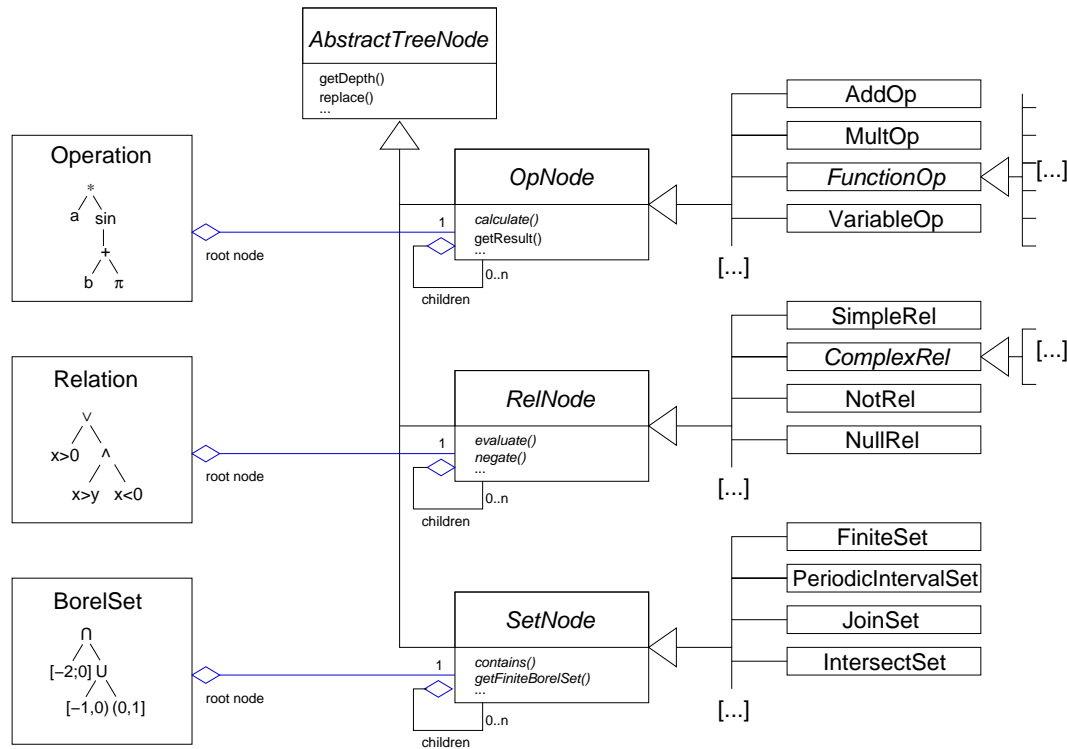 AbstractTreeNode
getDepth()
replace()
...
Operation
*
a sin
+
b π
root node
1
OpNode
calculate()
getResult()
...
0..n
children
AddOp
MultOp
FunctionOp
VariableOp
[...]
[...]
Relation
∨
x>0 ∧
x>y x<0
root node
1
RelNode
evaluate()
negate()
...
0..n
children
SimpleRel
ComplexRel
NotRel
NullRel
[...]
[...]
BorelSet
∩
[−2;0] ∪
[−1,0) (0,1]
root node
1
SetNode
contains()
getFiniteBorelSet()
...
0..n
children
FiniteSet
PeriodicIntervalSet
JoinSet
IntersectSet
[...]